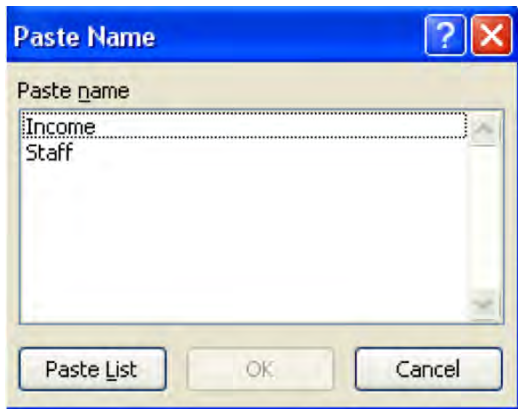 Paste Name
Paste name
Income
Staff
Paste List OK Cancel